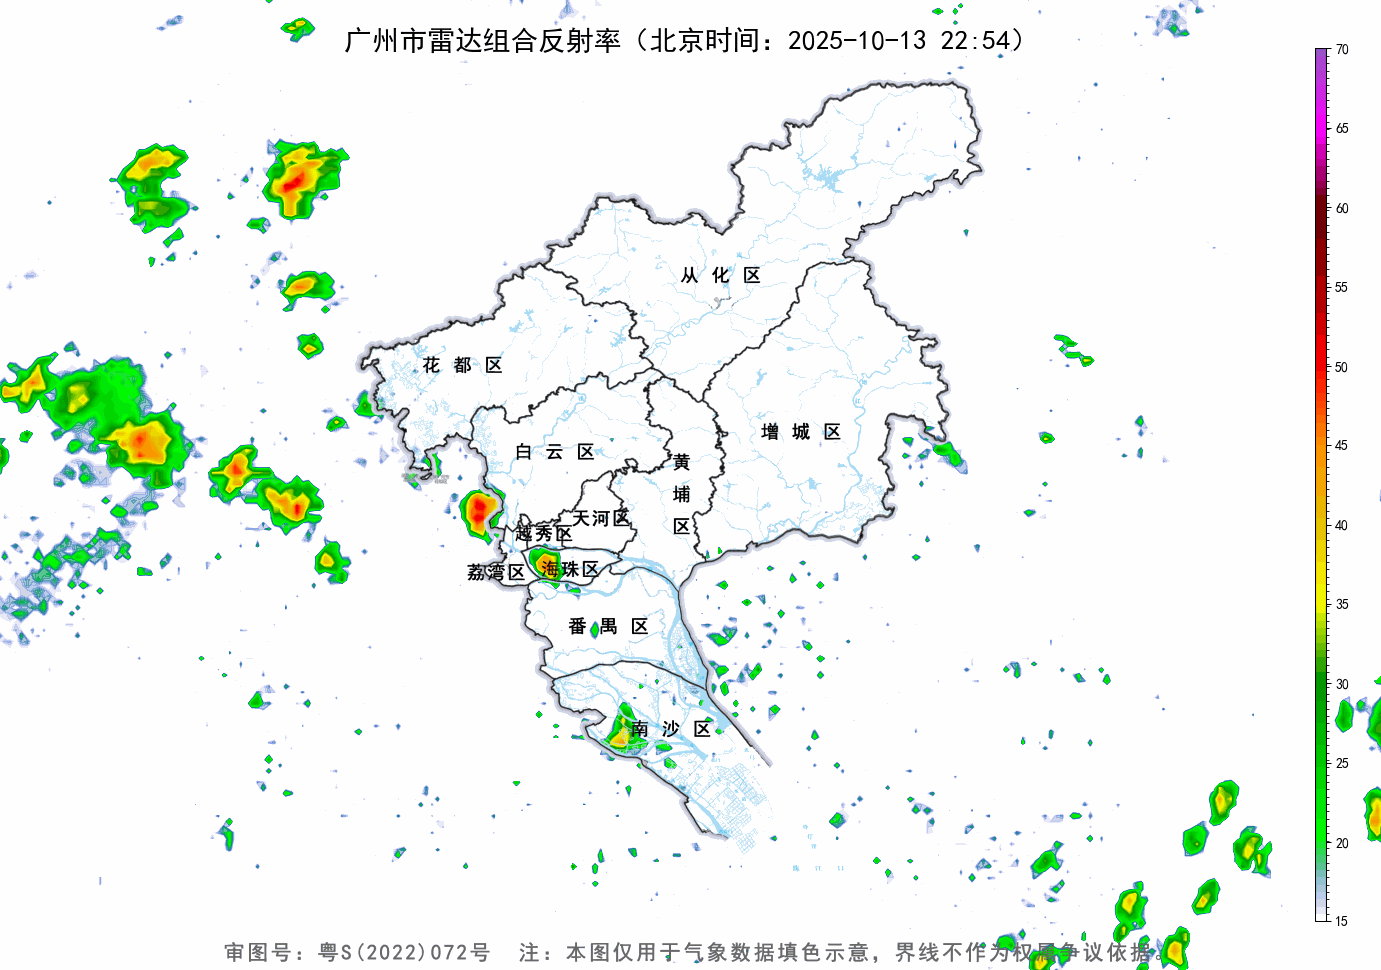 广州市雷达组合反射率（北京时间：2025-10-13 22:54）
70
65
60
55
50
45
40
35
30
25
20
15
从化区
花都区
增城区
白云区
黄埔区
天河区
越秀区
荔湾区
海珠区
番禺区
南沙区
审图号：粤S(2022)072号 注：本图仅用于气象数据填色示意，界线不作为权属争议依据。